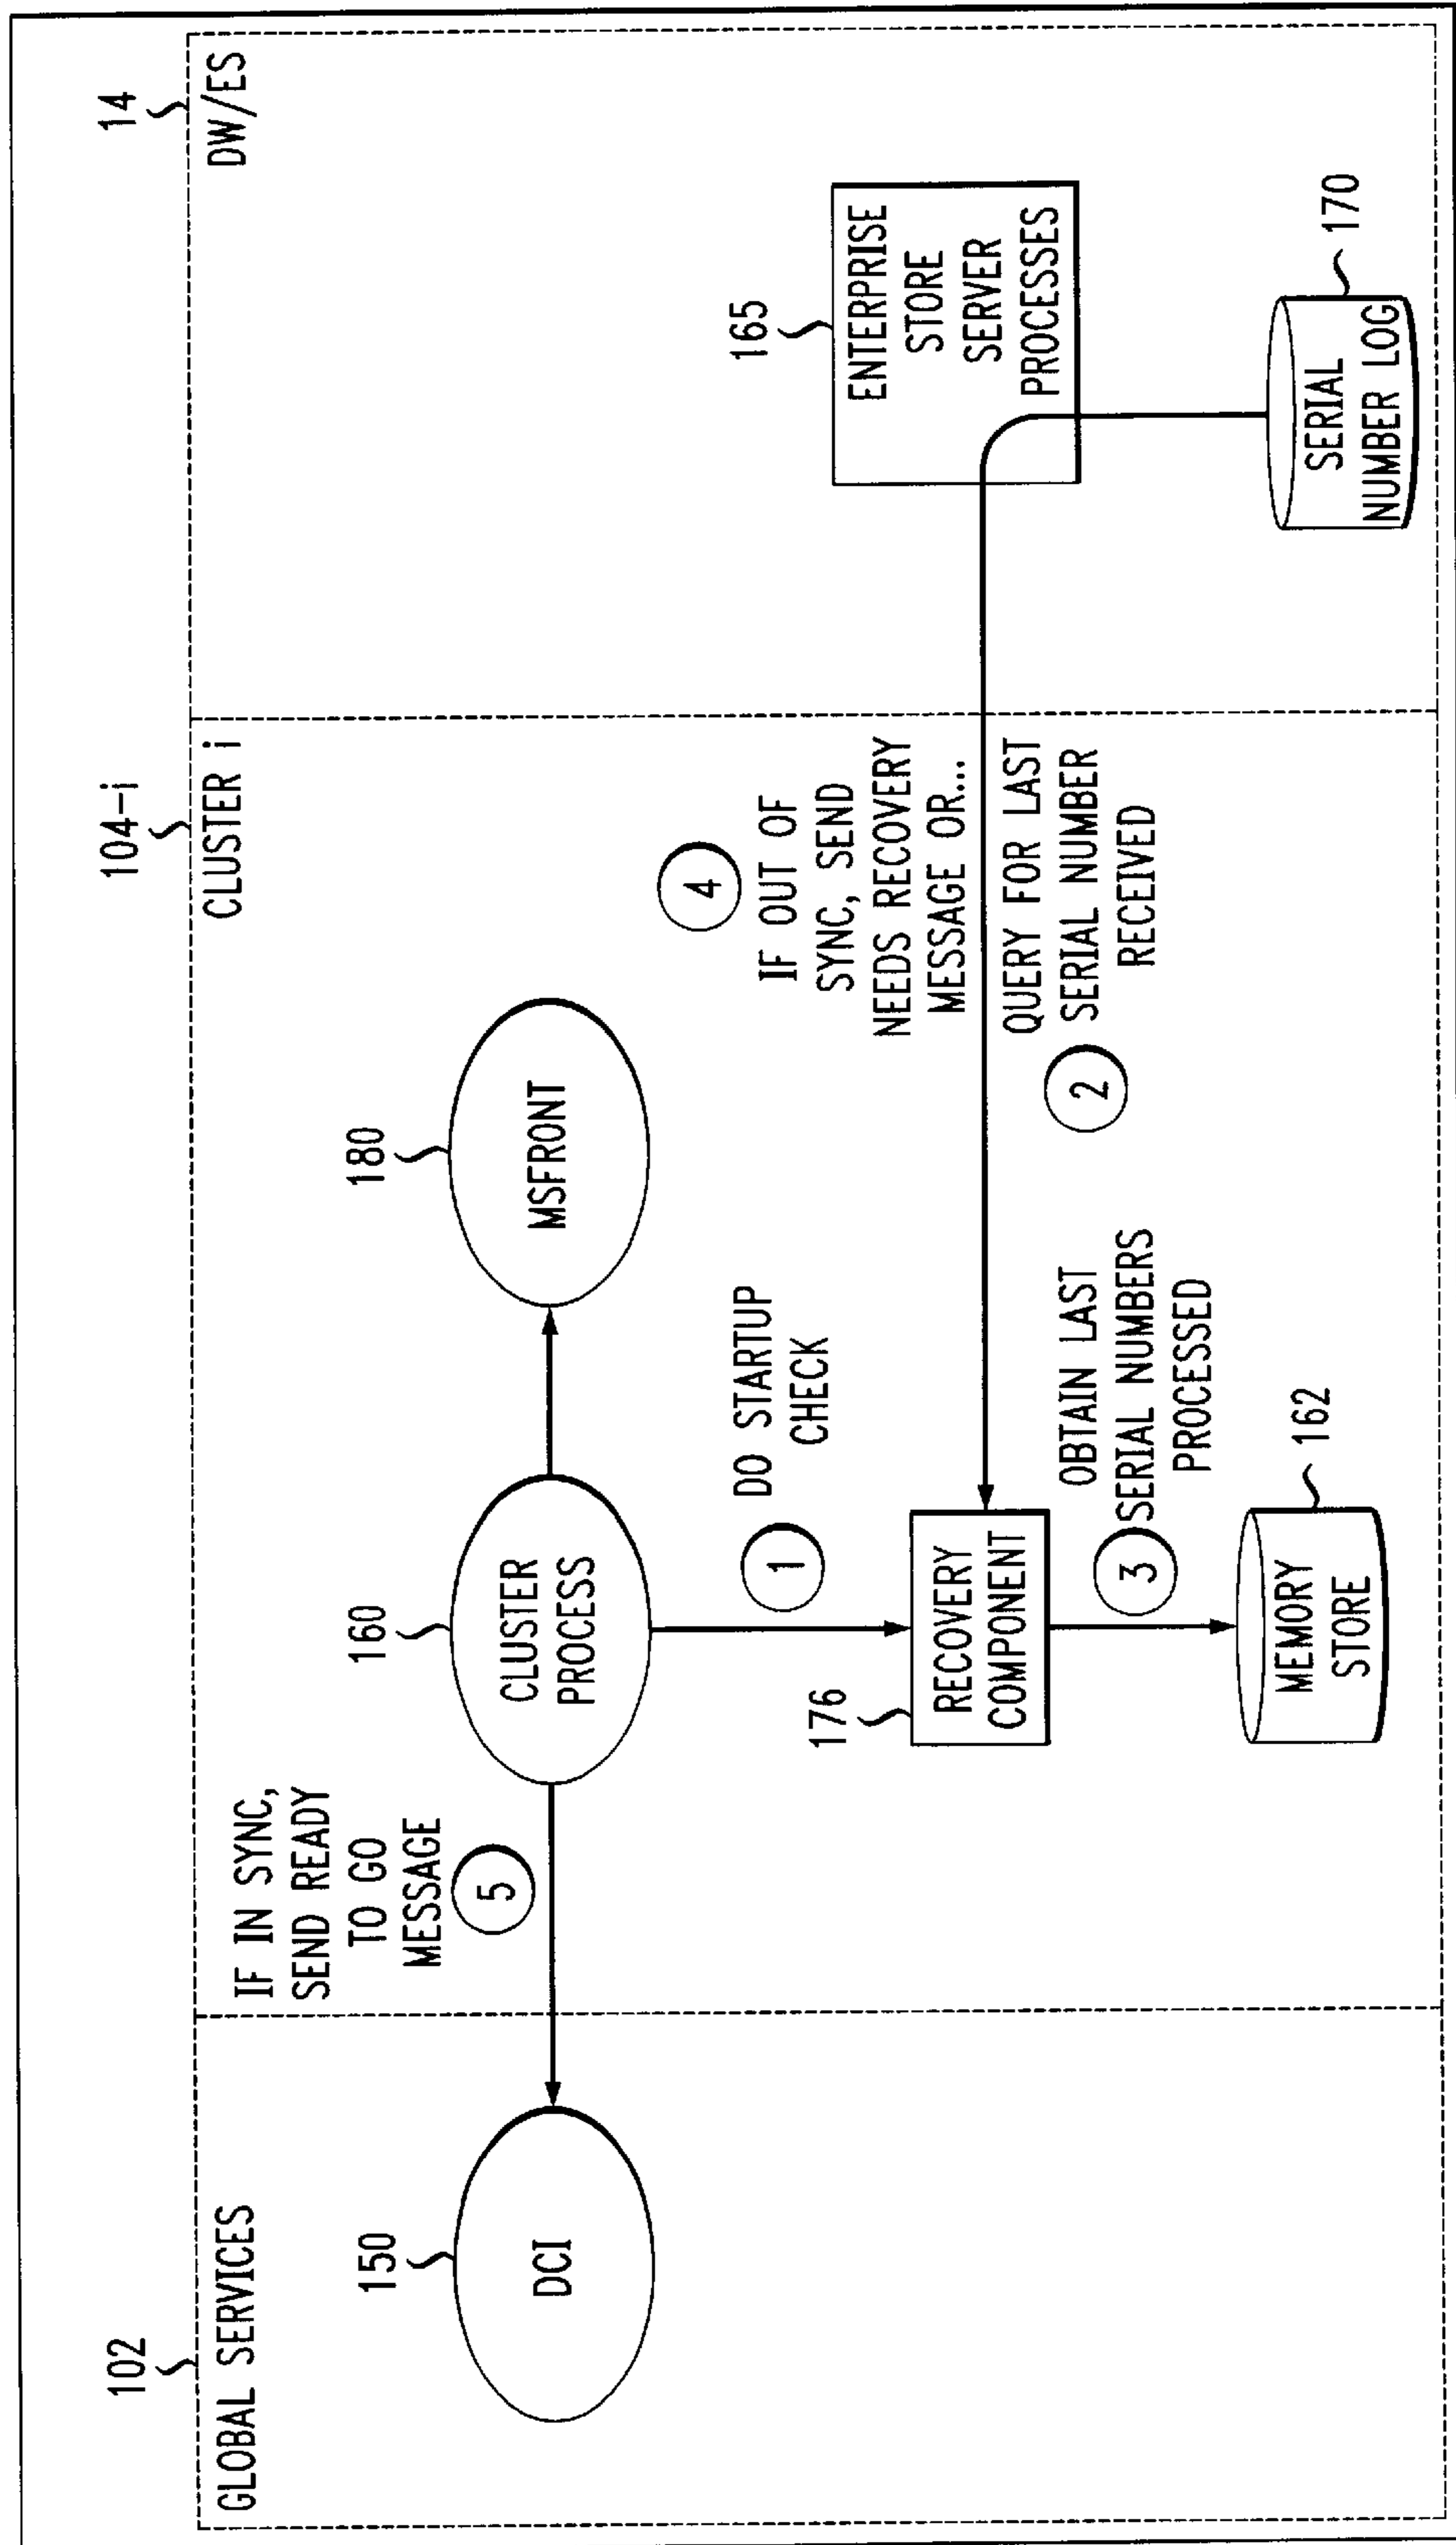 102
GLOBAL SERVICES
150
DCI
104-i
CLUSTER i
IF IN SYNC,
SEND READY
TO GO
MESSAGE
5
160
CLUSTER
PROCESS
180
MSFRONT
1
DO STARTUP
CHECK
176
RECOVERY
COMPONENT
3
OBTAIN LAST
SERIAL NUMBERS
PROCESSED
162
MEMORY
STORE
4
IF OUT OF
SYNC, SEND
NEEDS RECOVERY
MESSAGE OR...
QUERY FOR LAST
2
SERIAL NUMBER
RECEIVED
14
DW/ES
165
ENTERPRISE
STORE
SERVER
PROCESSES
170
SERIAL
NUMBER LOG